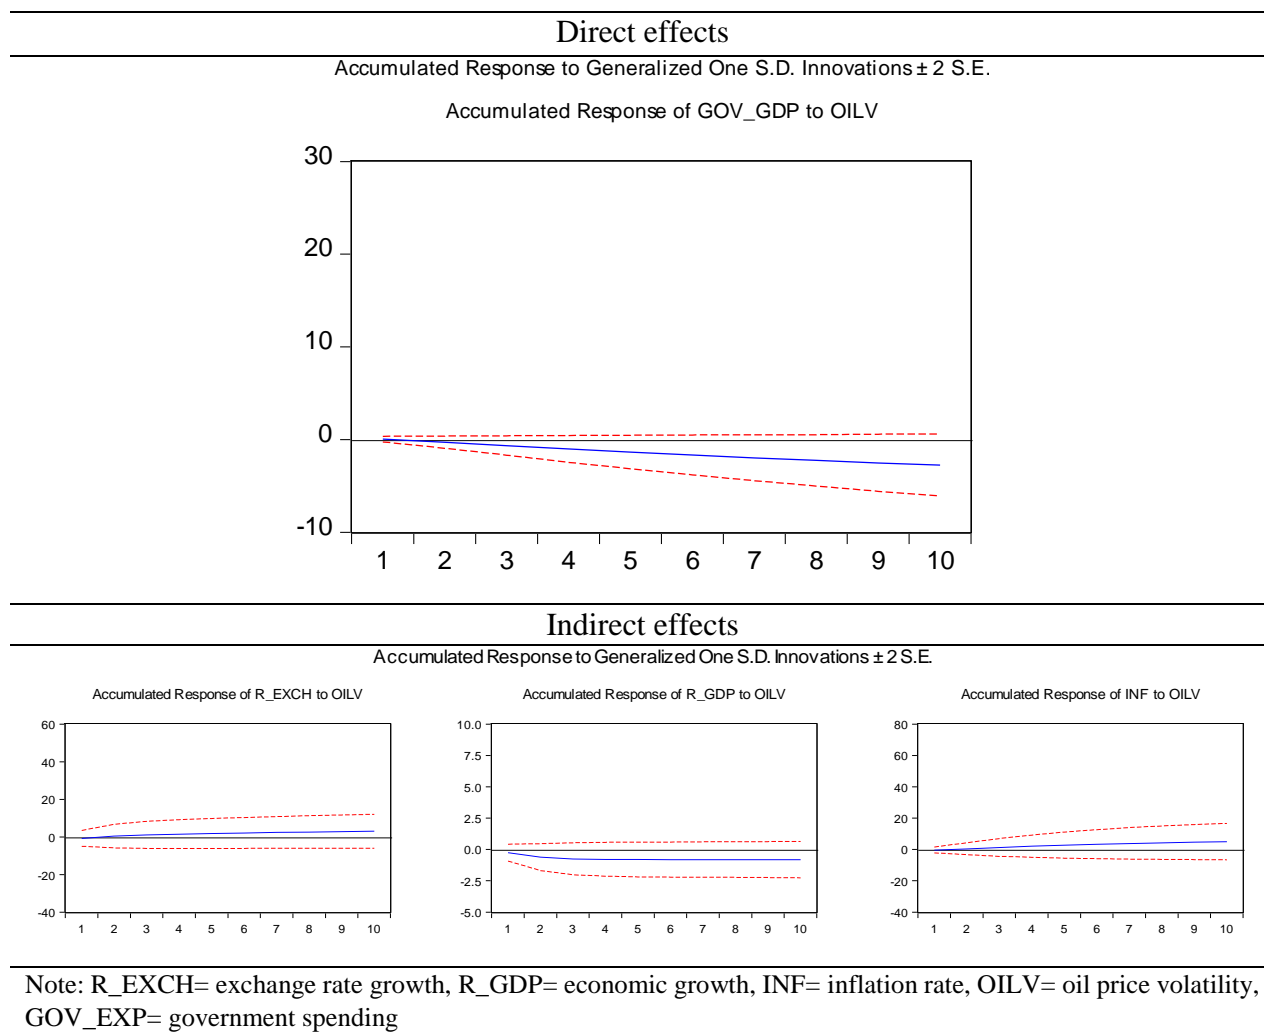 Direct effects
Accumulated Response to Generalized One S.D. Innovations ± 2 S.E.
Accumulated Response of GOV_GDP to OILV
30
20
10
0
-10
1 2 3 4 5 6 7 8 9 10
Indirect effects
Accumulated Response to Generalized One S.D. Innovations ± 2 S.E.
Accumulated Response of R_EXCH to OILV
60
40
20
0
-20
-40
1 2 3 4 5 6 7 8 9 10
Accumulated Response of R_GDP to OILV
10.0
7.5
5.0
2.5
0.0
-2.5
-5.0
1 2 3 4 5 6 7 8 9 10
Accumulated Response of INF to OILV
80
60
40
20
0
-20
-40
1 2 3 4 5 6 7 8 9 10
Note: R_EXCH= exchange rate growth, R_GDP= economic growth, INF= inflation rate, OILV= oil price volatility,
GOV_EXP= government spending